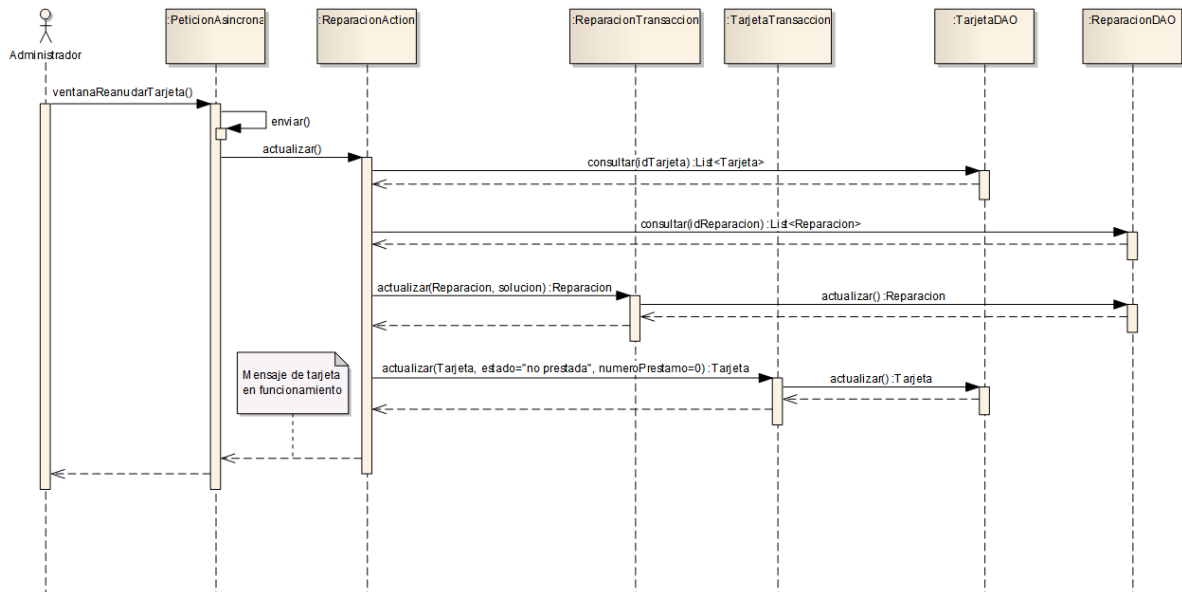 :PeticionAsincrona
:ReparacionAction
:ReparacionTransaccion
:TarjetaTransaccion
:TarjetaDAO
:ReparacionDAO
Administrador
ventanaReanudarTarjeta()
enviar()
actualizar()
consultar(idTarjeta) :List<Tarjeta>
consultar(idReparacion) :List<Reparacion>
actualizar(Reparacion, solucion) :Reparacion
actualizar() :Reparacion
Mensaje de tarjeta
en funcionamiento
actualizar(Tarjeta, estado="no prestada", numeroPrestamo=0) :Tarjeta
actualizar() :Tarjeta